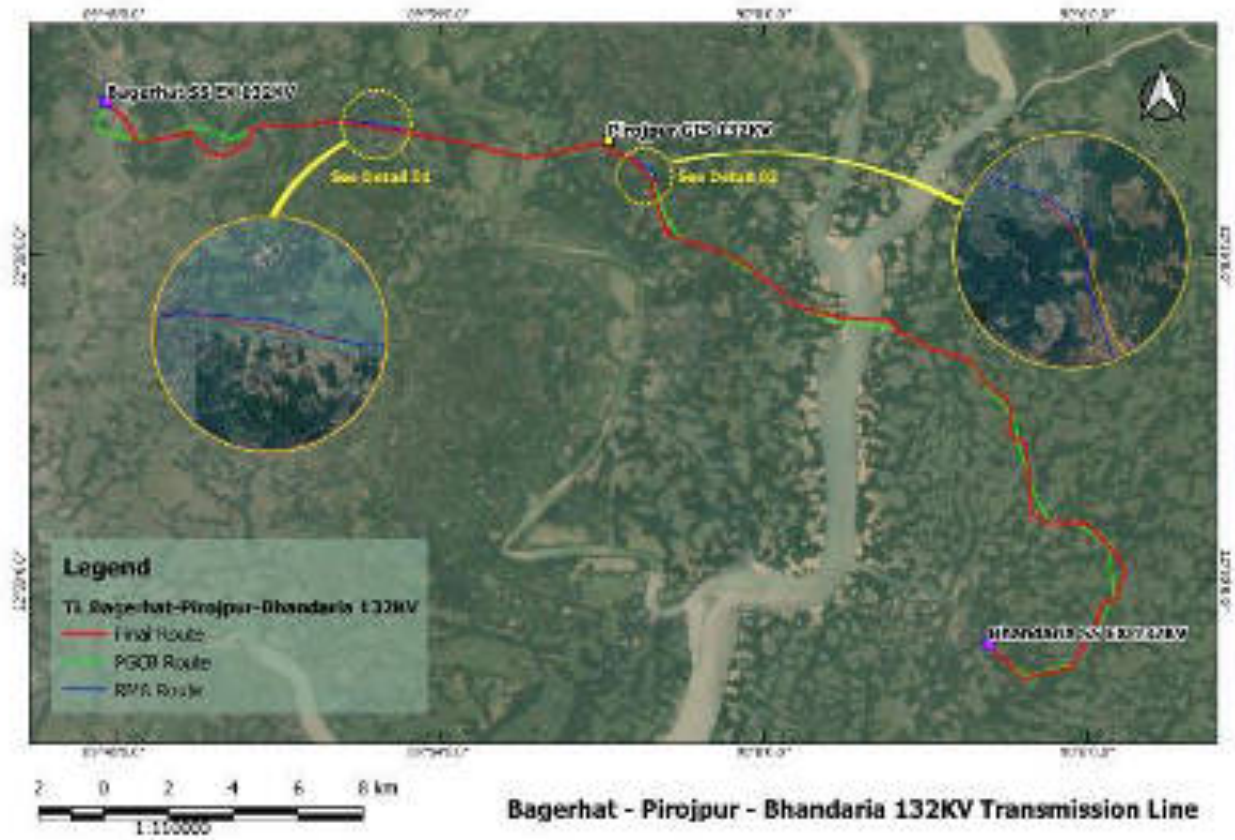 Bagerhat SS EX 132KV
Pirojpur GIS 132KV
See Detail 01
See Detail 02
Bhandaria SS EX 132KV
Legend
TL Bagerhat-Pirojpur-Bhandaria 132KV
Final Route
PGCB Route
RMS Route
2 0 2 4 6 8 km
1:110000
Bagerhat - Pirojpur - Bhandaria 132KV Transmission Line